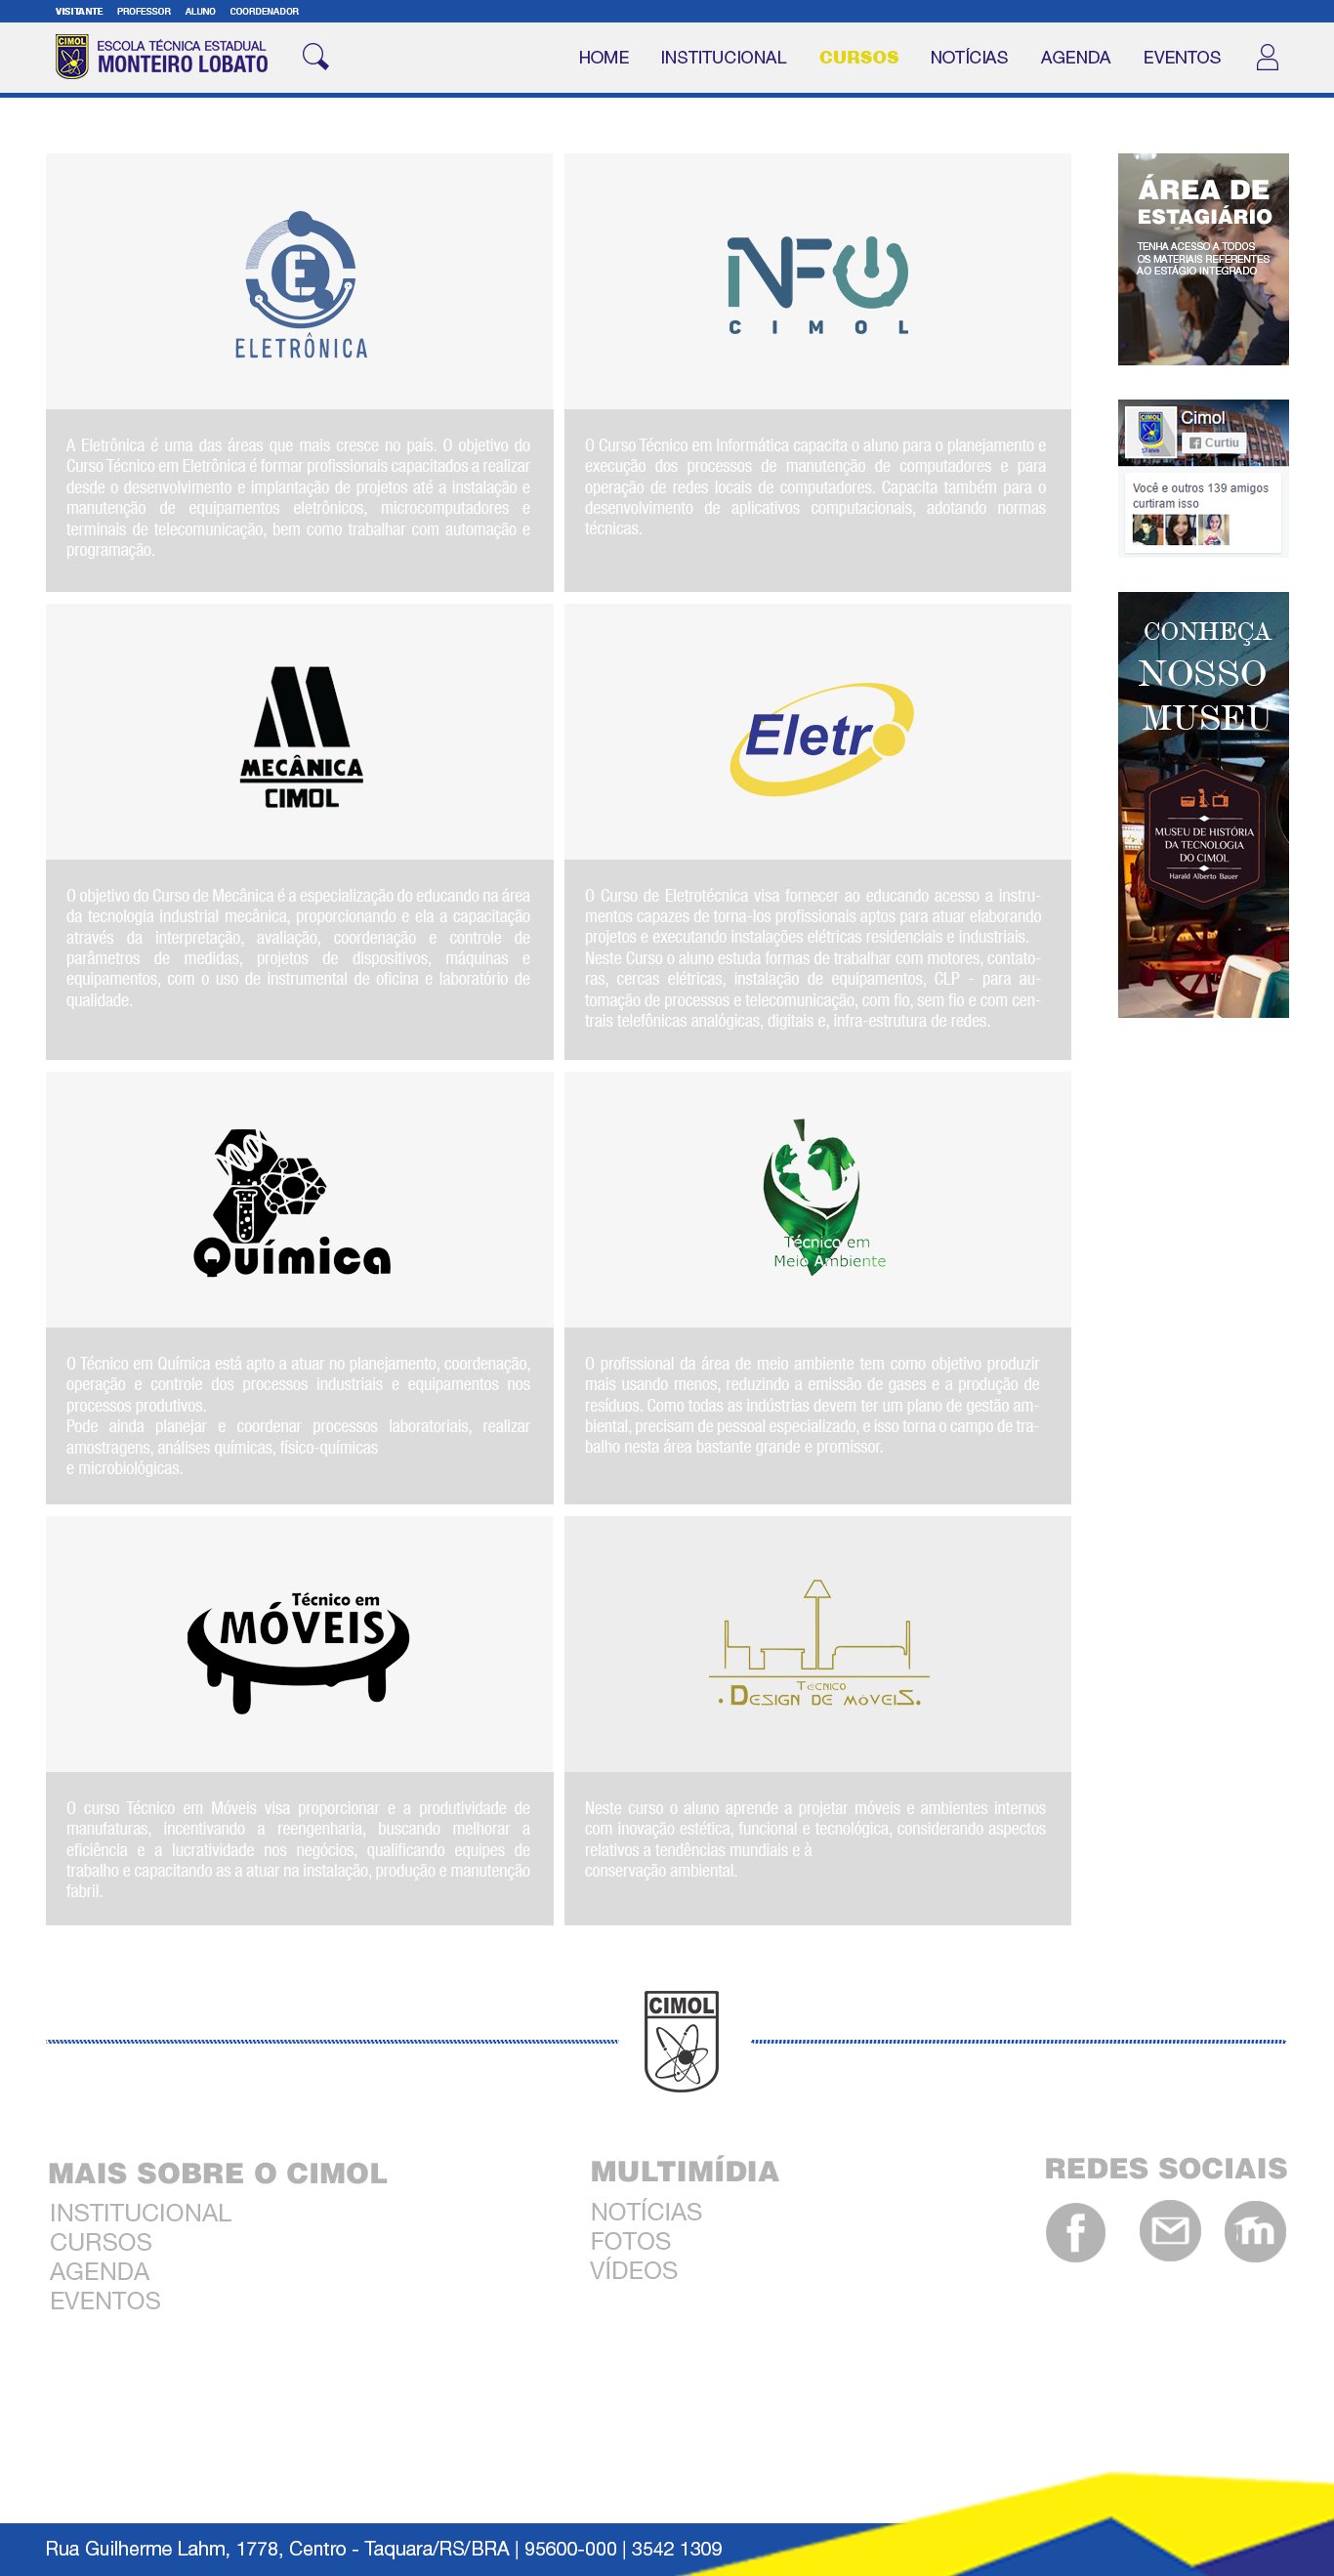 VISITANTE PROFESSOR ALUNO COORDENADOR
CIMOL
ESCOLA TÉCNICA ESTADUAL
MONTEIRO LOBATO
HOME INSTITUCIONAL CURSOS NOTÍCIAS AGENDA EVENTOS
E
ELETRÔNICA
A Eletrônica é uma das áreas que mais cresce no país. O objetivo do
Curso Técnico em Eletrônica é formar profissionais capacitados a realizar
desde o desenvolvimento e implantação de projetos até a instalação e
manutenção de equipamentos eletrônicos, microcomputadores e
terminais de telecomunicação, bem como trabalhar com automação e
programação.
INFO
CIMOL
O Curso Técnico em Informática capacita o aluno para o planejamento e
execução dos processos de manutenção de computadores e para
operação de redes locais de computadores. Capacita também para o
desenvolvimento de aplicativos computacionais, adotando normas
técnicas.
MECÂNICA
CIMOL
O objetivo do Curso de Mecânica é a especialização do educando na área
da tecnologia industrial mecânica, proporcionando e ela a capacitação
através da interpretação, avaliação, coordenação e controle de
parâmetros de medidas, projetos de dispositivos, máquinas e
equipamentos, com o uso de instrumental de oficina e laboratório de
qualidade.
Eletro
O Curso de Eletrotécnica visa fornecer ao educando acesso a instru-
mentos capazes de torna-los profissionais aptos para atuar elaborando
projetos e executando instalações elétricas residenciais e industriais.
Neste Curso o aluno estuda formas de trabalhar com motores, contato-
ras, cercas elétricas, instalação de equipamentos, CLP - para au-
tomação de processos e telecomunicação, com fio, sem fio e com cen-
trais telefônicas analógicas, digitais e, infra-estrutura de redes.
Química
O Técnico em Química está apto a atuar no planejamento, coordenação,
operação e controle dos processos industriais e equipamentos nos
processos produtivos.
Pode ainda planejar e coordenar processos laboratoriais, realizar
amostragens, análises químicas, físico-químicas
e microbiológicas.
Técnico em
Meio Ambiente
O profissional da área de meio ambiente tem como objetivo produzir
mais usando menos, reduzindo a emissão de gases e a produção de
resíduos. Como todas as indústrias devem ter um plano de gestão am-
biental, precisam de pessoal especializado, e isso torna o campo de tra-
balho nesta área bastante grande e promissor.
Técnico em
MÓVEIS
O curso Técnico em Móveis visa proporcionar e a produtividade de
manufaturas, incentivando a reengenharia, buscando melhorar a
eficiência e a lucratividade nos negócios, qualificando equipes de
trabalho e capacitando as a atuar na instalação, produção e manutenção
fabril.
TÉCNICO
. DESIGN DE MÓVEIS.
Neste curso o aluno aprende a projetar móveis e ambientes internos
com inovação estética, funcional e tecnológica, considerando aspectos
relativos a tendências mundiais e à
conservação ambiental.
ÁREA DE
ESTAGIÁRIO
TENHA ACESSO A TODOS
OS MATERIAIS REFERENTES
AO ESTÁGIO INTEGRADO
CIMOL
Cimol
Curtiu
Você e outros 139 amigos
curtiram isso
CONHEÇA
NOSSO
MUSEU
MUSEU DE HISTÓRIA
DA TECNOLOGIA
DO CIMOL
Harald Alberto Bauer
CIMOL
MAIS SOBRE O CIMOL
INSTITUCIONAL
CURSOS
AGENDA
EVENTOS
MULTIMÍDIA
NOTÍCIAS
FOTOS
VÍDEOS
REDES SOCIAIS
f
m
Rua Guilherme Lahm, 1778, Centro - Taquara/RS/BRA | 95600-000 | 3542 1309